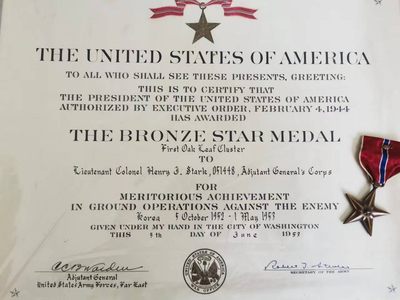 THE UNITED STATES OF AMERICA
TO ALL WHO SHALL SEE THESE PRESENTS, GREETING:
THIS IS TO CERTIFY THAT
THE PRESIDENT OF THE UNITED STATES OF AMERICA
AUTHORIZED BY EXECUTIVE ORDER, FEBRUARY 4, 1944
HAS AWARDED
THE BRONZE STAR MEDAL
First Oak Leaf Cluster
TO
Lieutenant Colonel Henry J. Stark, O51448, Adjutant General's Corps
FOR
MERITORIOUS ACHIEVEMENT
IN GROUND OPERATIONS AGAINST THE ENEMY
Korea 5 October 1952 - 1 May 1953
GIVEN UNDER MY HAND IN THE CITY OF WASHINGTON
THIS 9th DAY OF June 1953
Adjutant General
United States Army Forces, Far East
WAR OFFICE
SECRETARY OF THE ARMY